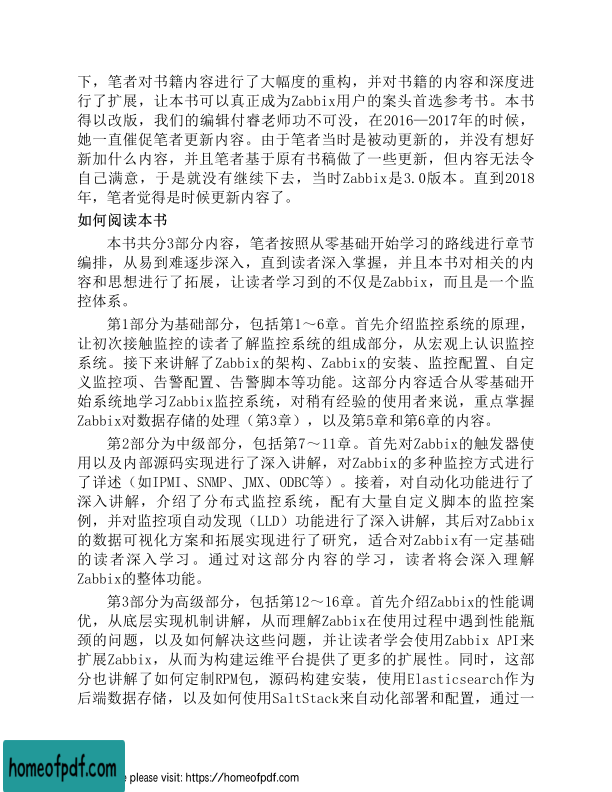 下，笔者对书籍内容进行了大幅度的重构，并对书籍的内容和深度进
行了扩展，让本书可以真正成为Zabbix用户的案头首选参考书。本书
得以改版，我们的编辑付睿老师功不可没，在2016—2017年的时候，
她一直催促笔者更新内容。由于笔者当时是被动更新的，并没有想好
新加什么内容，并且笔者基于原有书稿做了一些更新，但内容无法令
自己满意，于是就没有继续下去，当时Zabbix是3.0版本。直到2018
年，笔者觉得是时候更新内容了。
如何阅读本书
本书共分3部分内容，笔者按照从零基础开始学习的路线进行章节
编排，从易到难逐步深入，直到读者深入掌握，并且本书对相关的内
容和思想进行了拓展，让读者学习到的不仅是Zabbix，而且是一个监
控体系。
第1部分为基础部分，包括第1～6章。首先介绍监控系统的原理，
让初次接触监控的读者了解监控系统的组成部分，从宏观上认识监控
系统。接下来讲解了Zabbix的架构、Zabbix的安装、监控配置、自定
义监控项、告警配置、告警脚本等功能。这部分内容适合从零基础开
始系统地学习Zabbix监控系统，对稍有经验的使用者来说，重点掌握
Zabbix对数据存储的处理（第3章），以及第5章和第6章的内容。
第2部分为中级部分，包括第7～11章。首先对Zabbix的触发器使
用以及内部源码实现进行了深入讲解，对Zabbix的多种监控方式进行
了详述（如IPMI、SNMP、JMX、ODBC等）。接着，对自动化功能进行了
深入讲解，介绍了分布式监控系统，配有大量自定义脚本的监控案
例，并对监控项自动发现（LLD）功能进行了深入讲解，其后对Zabbix
的数据可视化方案和拓展实现进行了研究，适合对Zabbix有一定基础
的读者深入学习。通过对这部分内容的学习，读者将会深入理解
Zabbix的整体功能。
第3部分为高级部分，包括第12～16章。首先介绍Zabbix的性能调
优，从底层实现机制讲解，从而理解Zabbix在使用过程中遇到性能瓶
颈的问题，以及如何解决这些问题，并让读者学会使用Zabbix API来
扩展Zabbix，从而为构建运维平台提供了更多的扩展性。同时，这部
分也讲解了如何定制RPM包，源码构建安装，使用Elasticsearch作为
后端数据存储，以及如何使用SaltStack来自动化部署和配置，通过一
homeofpdf.com
please visit: https://homeofpdf.com